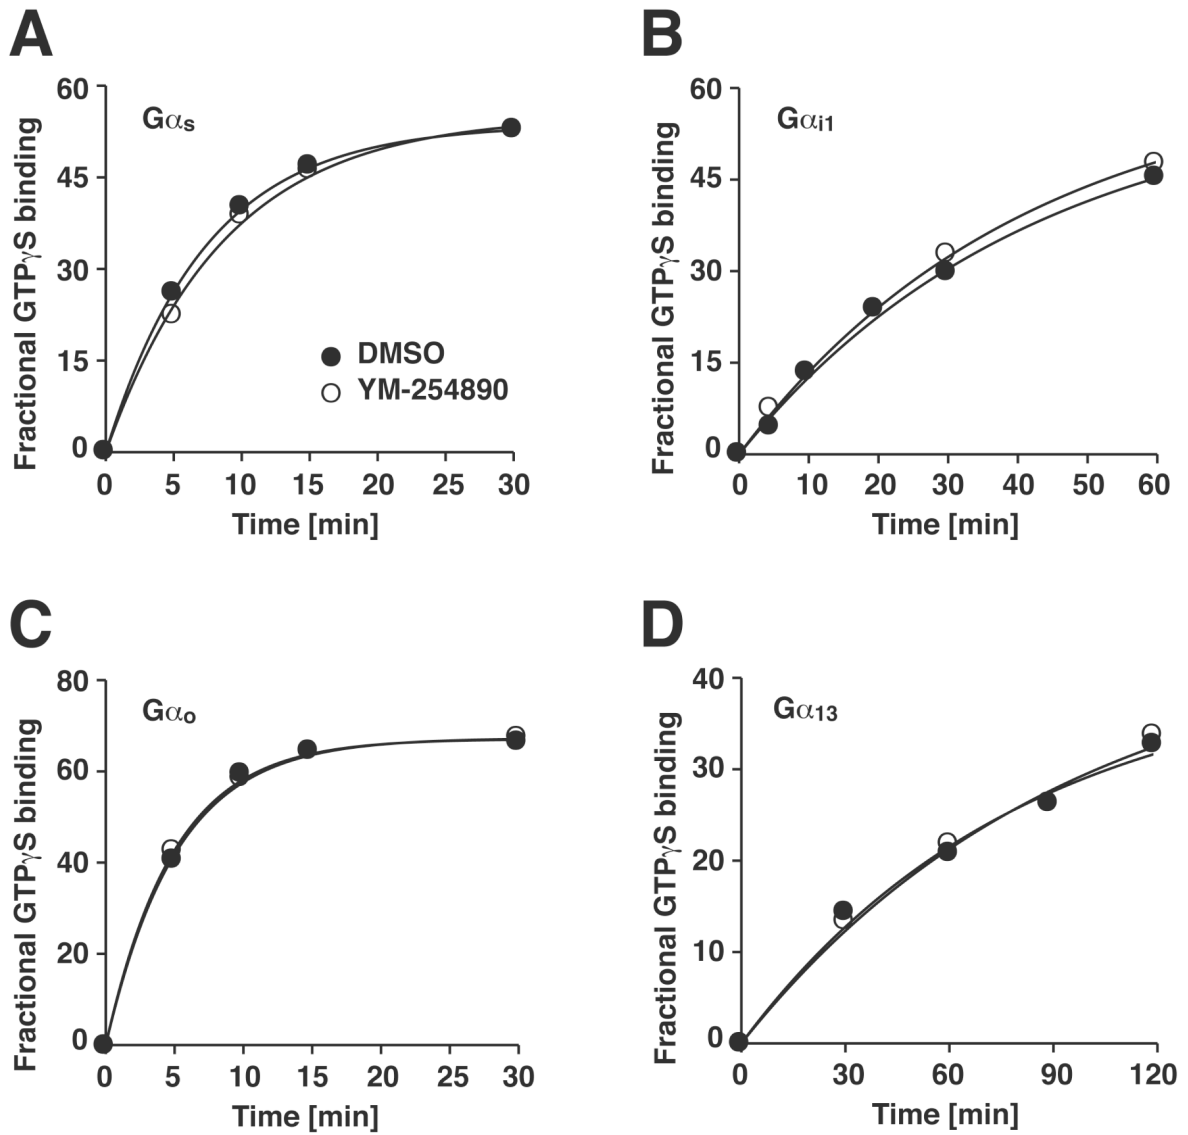 A
60
45
30
15
0
Fractional GTPγS binding
Gαs
DMSO
YM-254890
0 5 10 15 20 25 30
Time [min]
B
60
45
30
15
0
Fractional GTPγS binding
Gαi1
0 10 20 30 40 50 60
Time [min]
C
80
60
40
20
0
Fractional GTPγS binding
Gαo
0 5 10 15 20 25 30
Time [min]
D
40
30
20
10
0
Fractional GTPγS binding
Gα13
0 30 60 90 120
Time [min]